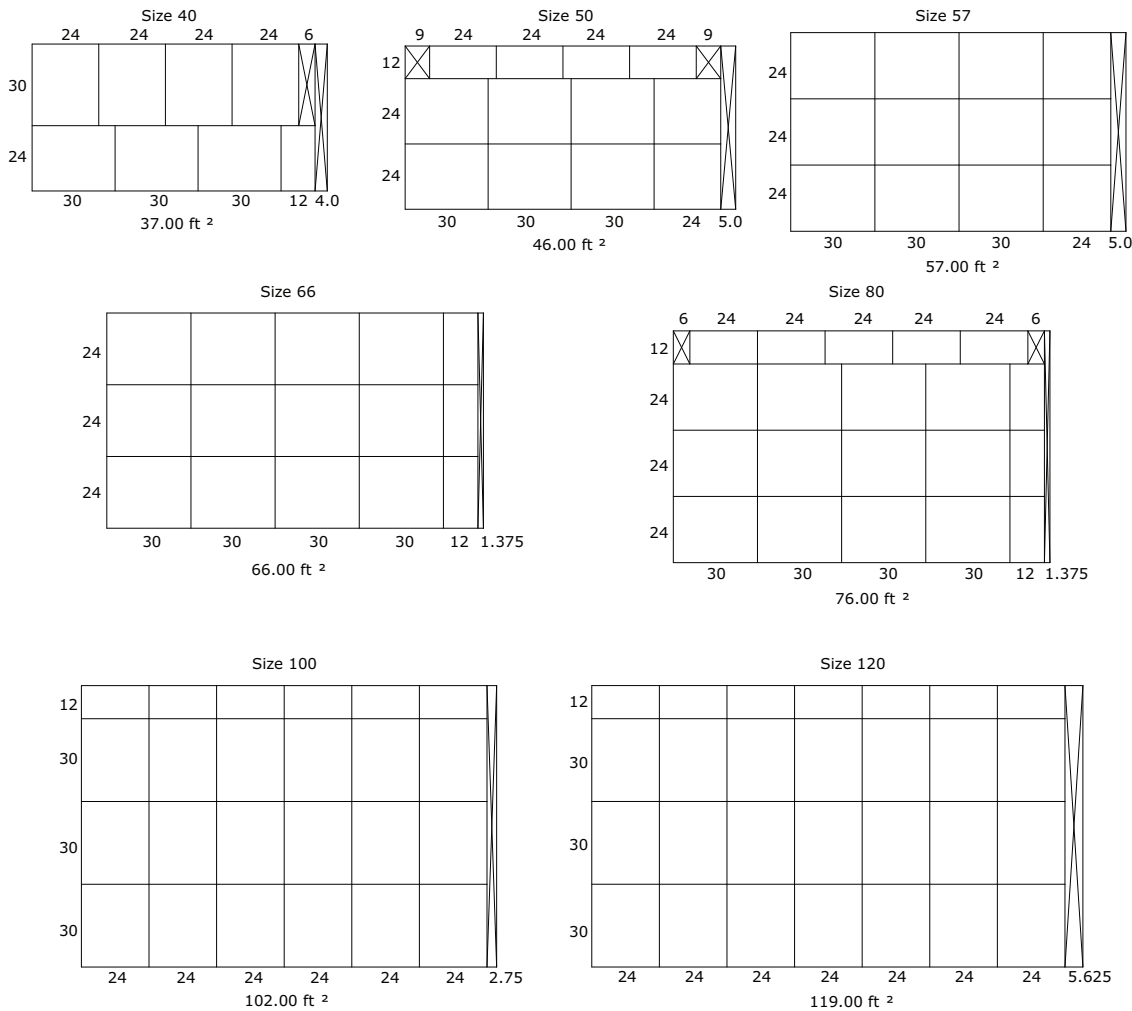 Size 40
24 24 24 24 6
30
24
30 30 30 12 4.0
37.00 ft ²
Size 50
9 24 24 24 24 9
12
24
24
30 30 30 24 5.0
46.00 ft ²
Size 57
24
24
24
30 30 30 24 5.0
57.00 ft ²
Size 66
24
24
24
30 30 30 30 12 1.375
66.00 ft ²
Size 80
6 24 24 24 24 24 6
12
24
24
24
30 30 30 30 12 1.375
76.00 ft ²
Size 100
12
30
30
30
24 24 24 24 24 24 2.75
102.00 ft ²
Size 120
12
30
30
30
24 24 24 24 24 24 24 5.625
119.00 ft ²